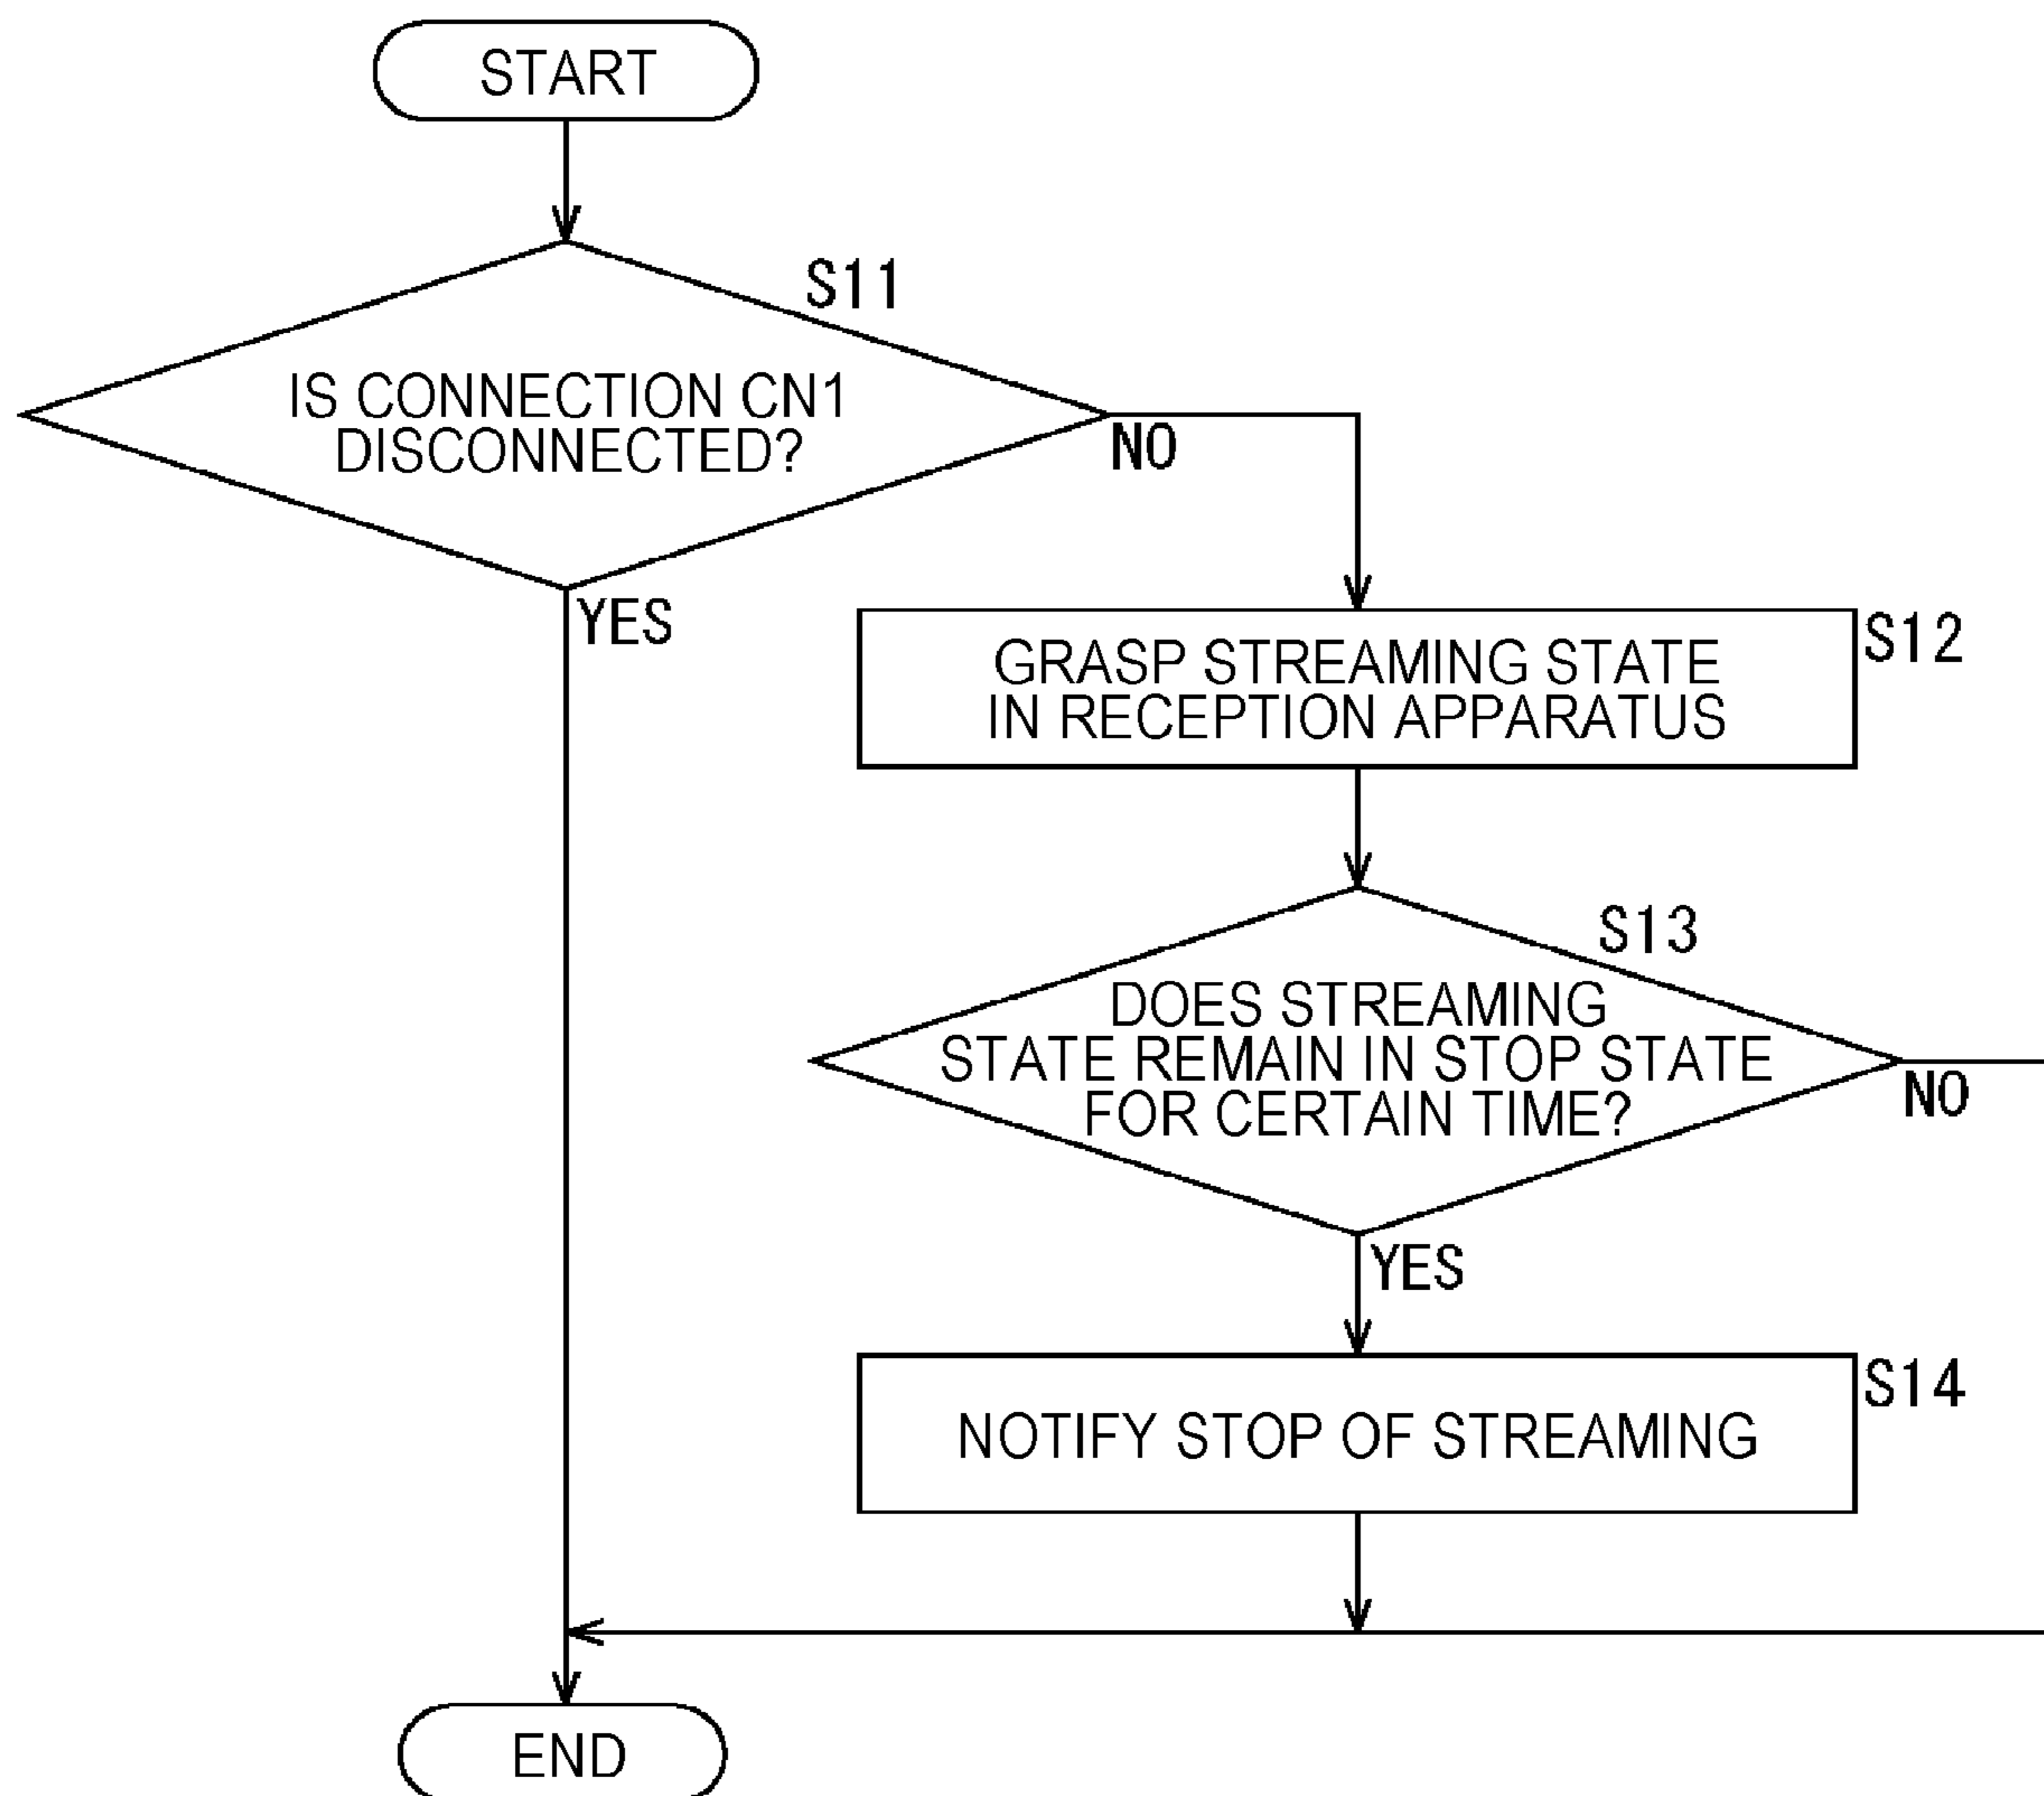 START
S11
IS CONNECTION CN1
DISCONNECTED?
NO
YES
S12
GRASP STREAMING STATE
IN RECEPTION APPARATUS
S13
DOES STREAMING
STATE REMAIN IN STOP STATE
FOR CERTAIN TIME?
NO
YES
S14
NOTIFY STOP OF STREAMING
END